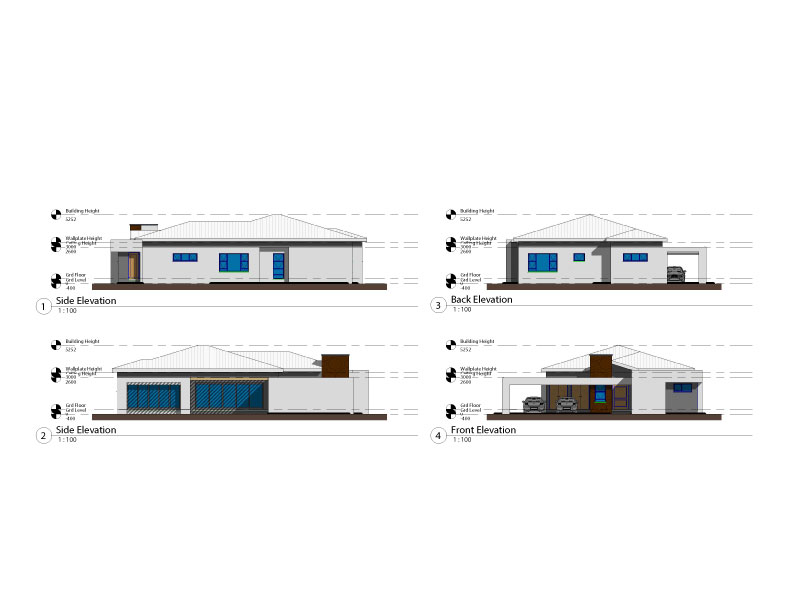 Building Height
5252
Wallplate Height
Ceiling Height
3000
2600
Grd Floor
Grd Level
0
-400
1 Side Elevation
1 : 100
Building Height
5252
Wallplate Height
Ceiling Height
3000
2600
Grd Floor
Grd Level
0
-400
3 Back Elevation
1 : 100
Building Height
5252
Wallplate Height
Ceiling Height
3000
2600
Grd Floor
Grd Level
0
-400
2 Side Elevation
1 : 100
Building Height
5252
Wallplate Height
Ceiling Height
3000
2600
Grd Floor
Grd Level
0
-400
4 Front Elevation
1 : 100